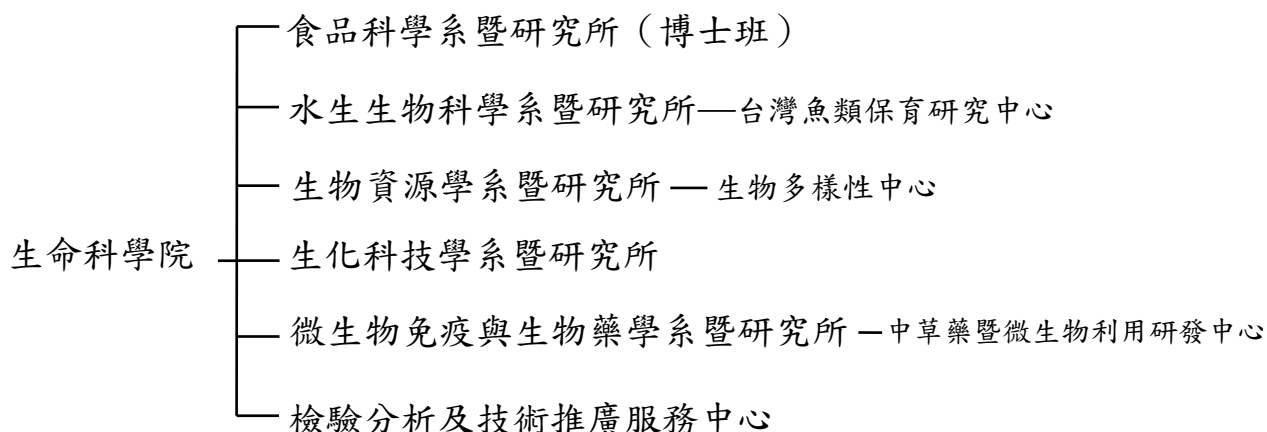 食品科學系暨研究所（博士班）
水生生物科學系暨研究所—台灣魚類保育研究中心
生物資源學系暨研究所—生物多樣性中心
生命科學院
生化科技學系暨研究所
微生物免疫與生物藥學系暨研究所—中草藥暨微生物利用研發中心
檢驗分析及技術推廣服務中心